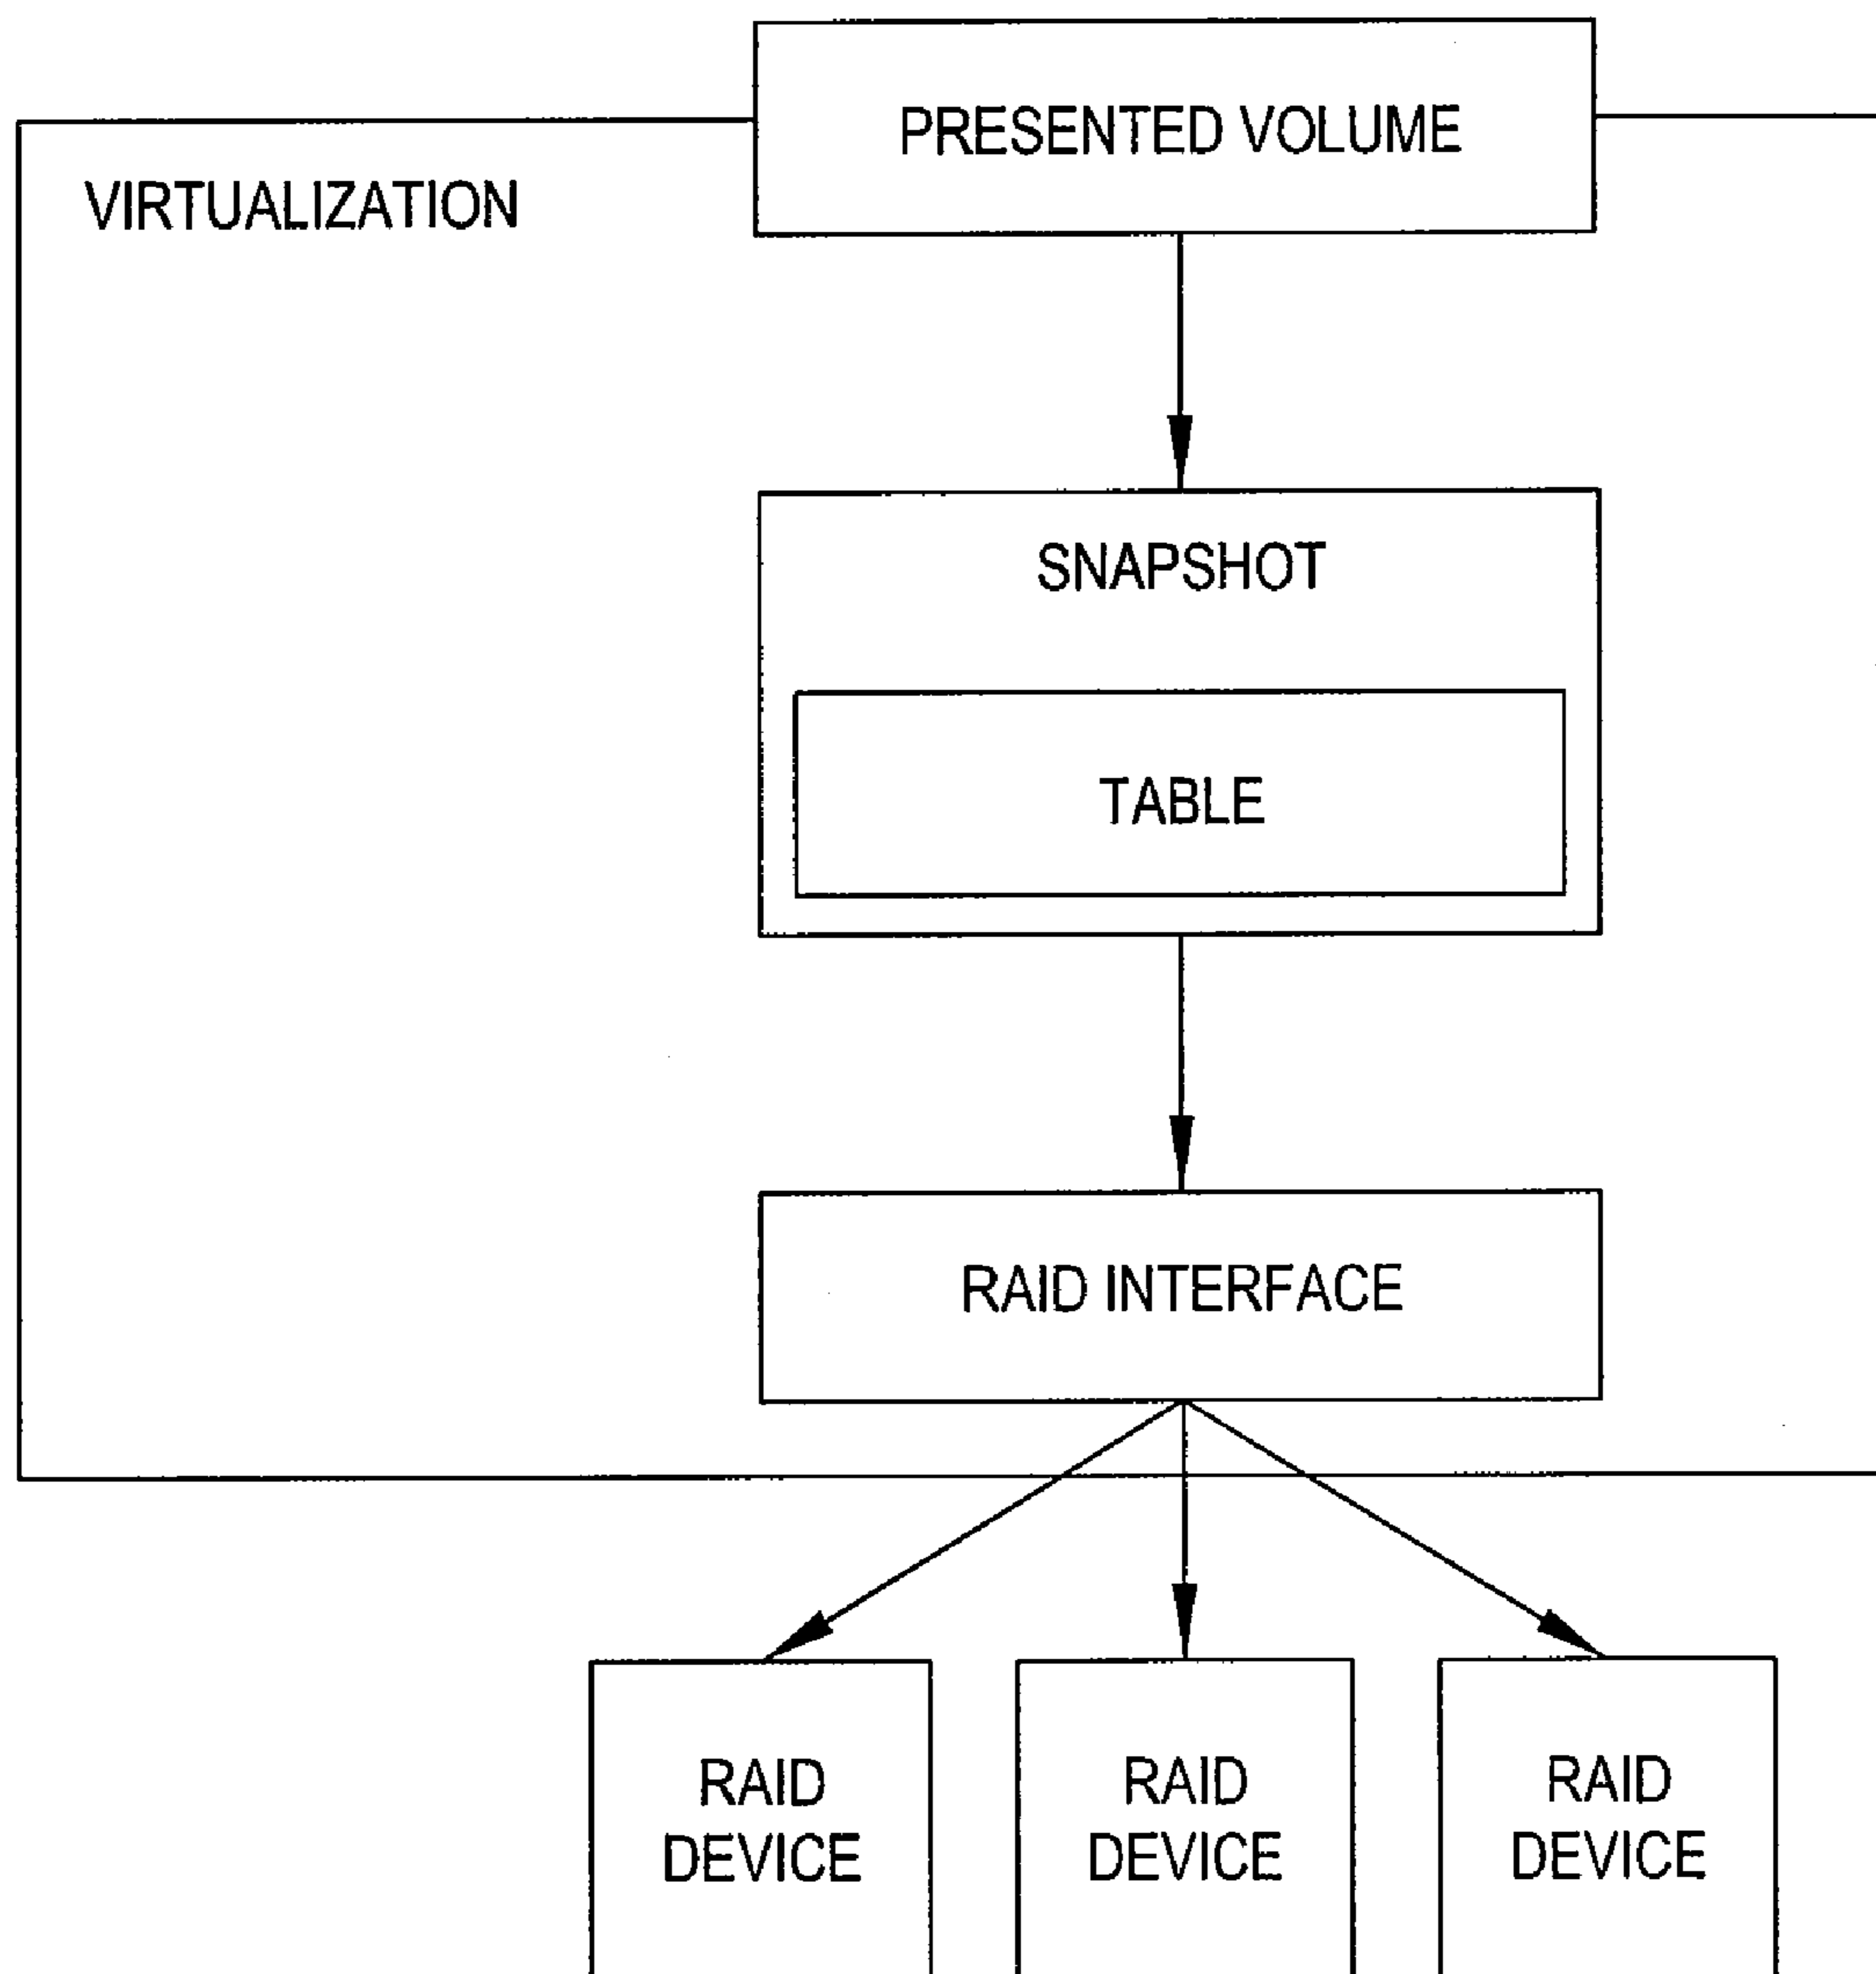 PRESENTED VOLUME
VIRTUALIZATION
SNAPSHOT
TABLE
RAID INTERFACE
RAID
DEVICE
RAID
DEVICE
RAID
DEVICE